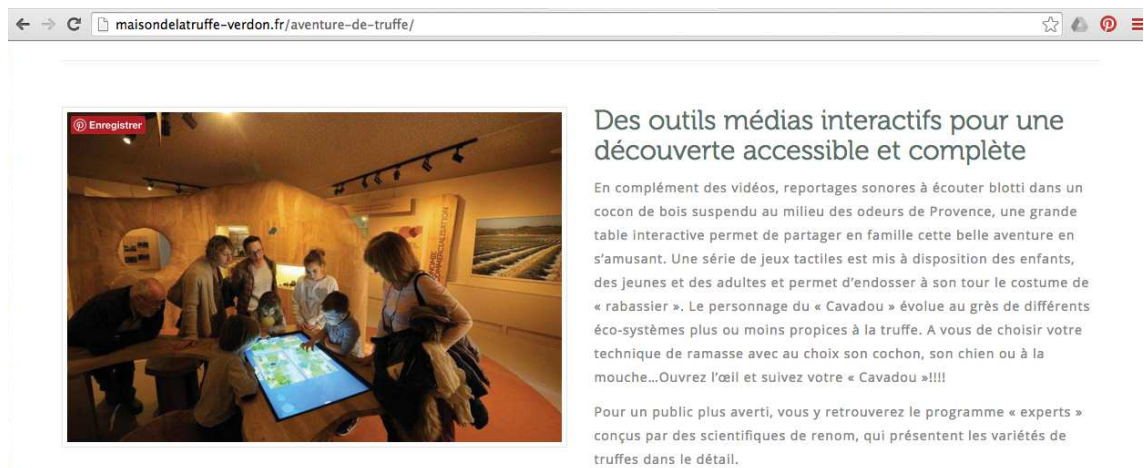 maisondelatruffe-verdon.fr/aventure-de-truffe/
Enregistrer
Des outils médias interactifs pour une
découverte accessible et complète
En complément des vidéos, reportages sonores à écouter blotti dans un
cocon de bois suspendu au milieu des odeurs de Provence, une grande
table interactive permet de partager en famille cette belle aventure en
s'amusant. Une série de jeux tactiles est mis à disposition des enfants,
des jeunes et des adultes et permet d'endosser à son tour le costume de
« rabassier ». Le personnage du « Cavadou » évolue au grès de différents
éco-systèmes plus ou moins propices à la truffe. A vous de choisir votre
technique de ramasse avec au choix son cochon, son chien ou à la
mouche...Ouvrez l'œil et suivez votre « Cavadou »!!!!
Pour un public plus averti, vous y retrouverez le programme « experts »
conçus par des scientifiques de renom, qui présentent les variétés de
truffes dans le détail.
COMMERCIALISATION